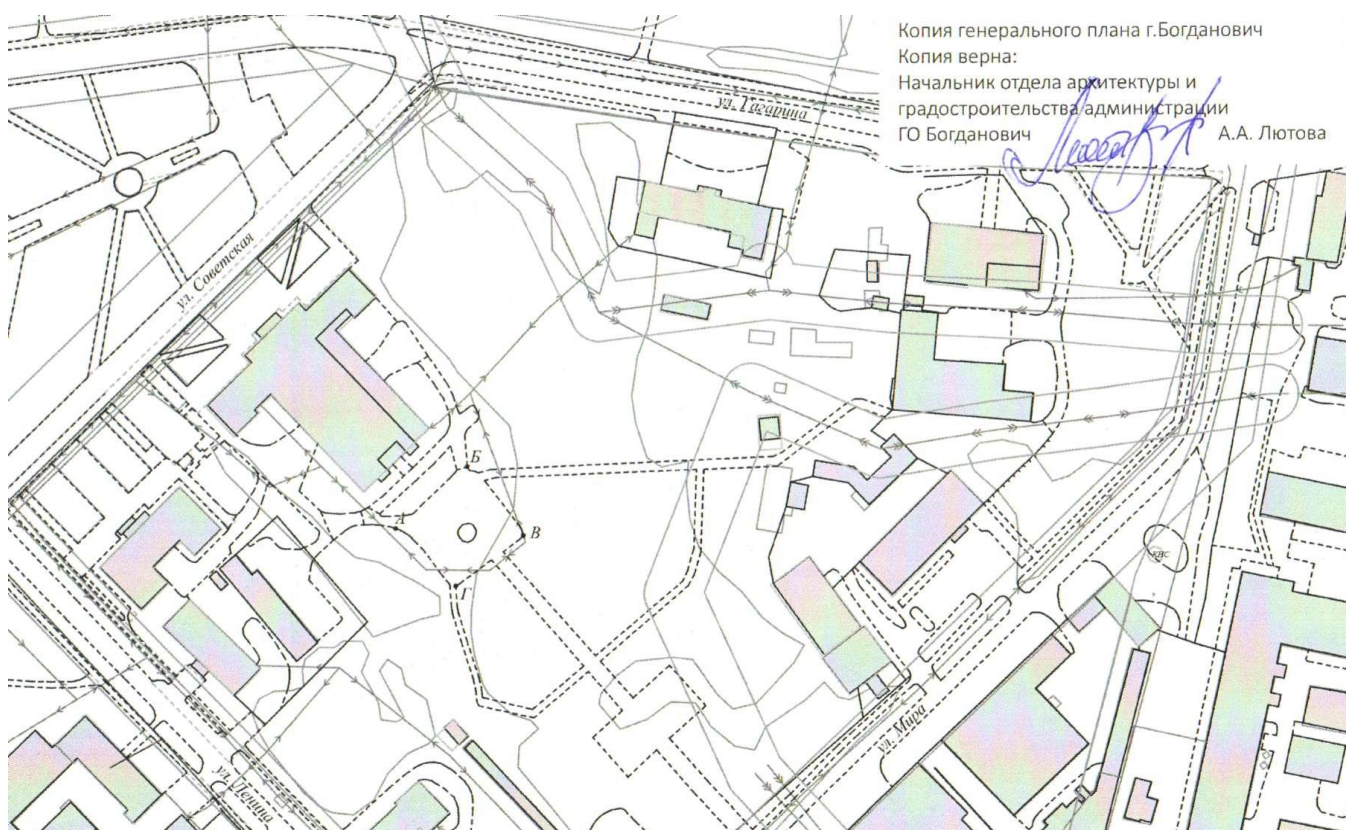 Копия генерального плана г.Богданович
Копия верна:
Начальник отдела архитектуры и
градостроительства администрации
ГО Богданович А.А. Лютова
ул. Гагарина
ул. Советская
Б
А
В
Г
кнс
ул. Мира
ул. Ленина